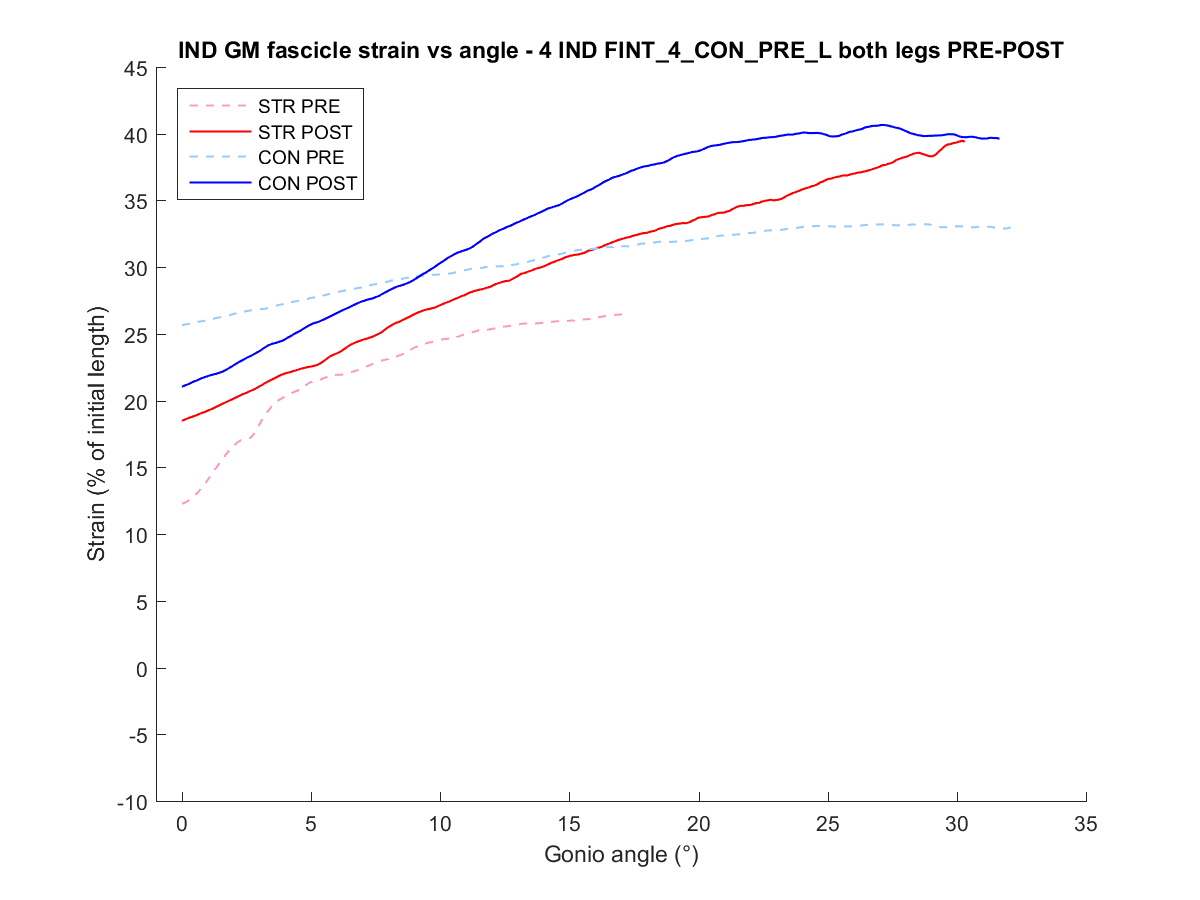 IND GM fascicle strain vs angle - 4 IND FINT_4_CON_PRE_L both legs PRE-POST
STR PRE
STR POST
CON PRE
CON POST
45
40
35
30
25
20
15
10
5
0
-5
-10
Strain (% of initial length)
0 5 10 15 20 25 30 35
Gonio angle (°)